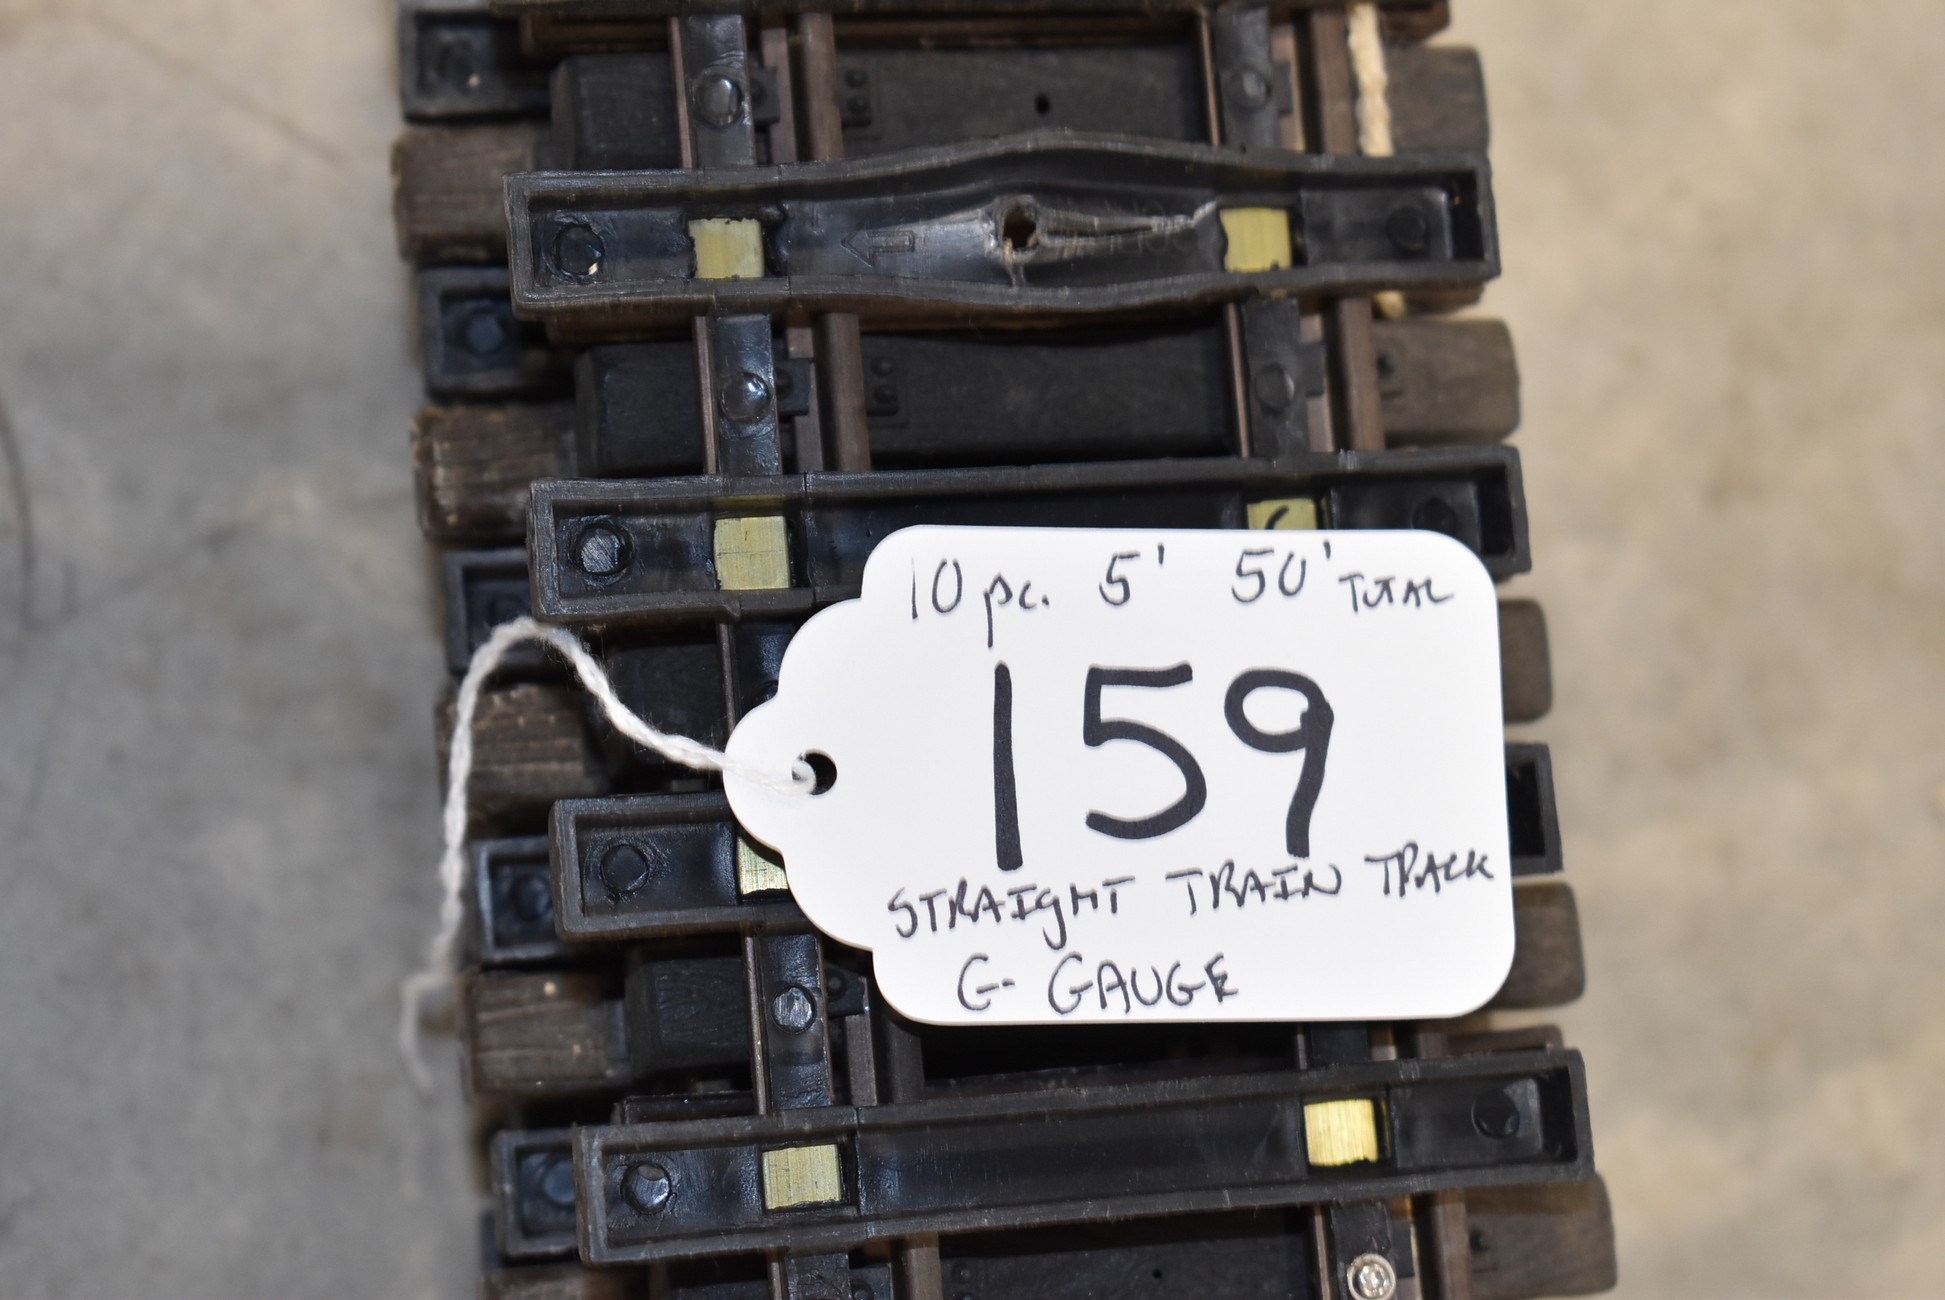 10 pc. 5' 50' TOTAL
159
STRAIGHT TRAIN TRACK
G- GAUGE